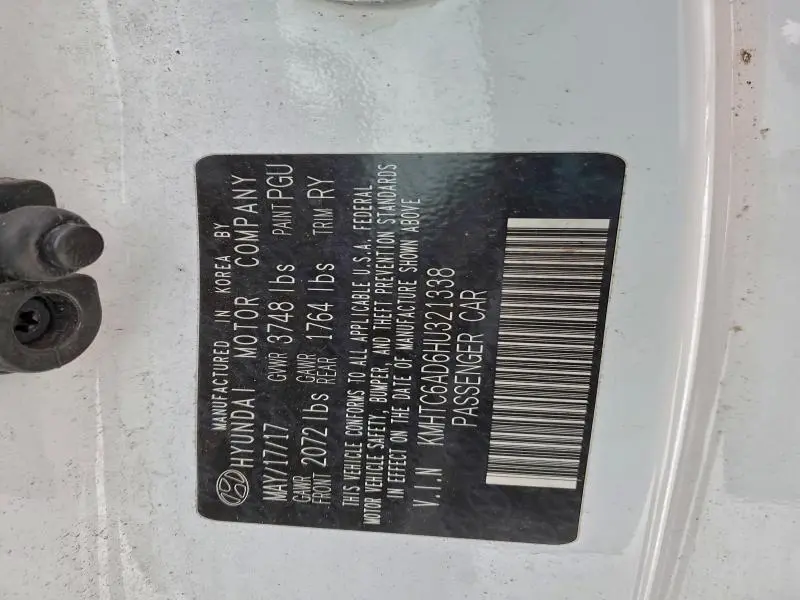 MANUFACTURED IN KOREA BY
HYUNDAI MOTOR COMPANY
MAY/17/17 GVWR 3748 lbs PAINT PGU
GAWR FRONT 2072 lbs GAWR REAR 1764 lbs TRIM RY
THIS VEHICLE CONFORMS TO ALL APPLICABLE U.S.A. FEDERAL
MOTOR VEHICLE SAFETY, BUMPER, AND THEFT PREVENTION STANDARDS
IN EFFECT ON THE DATE OF MANUFACTURE SHOWN ABOVE
V.I.N KMHTC6AD6HU321338
PASSENGER CAR